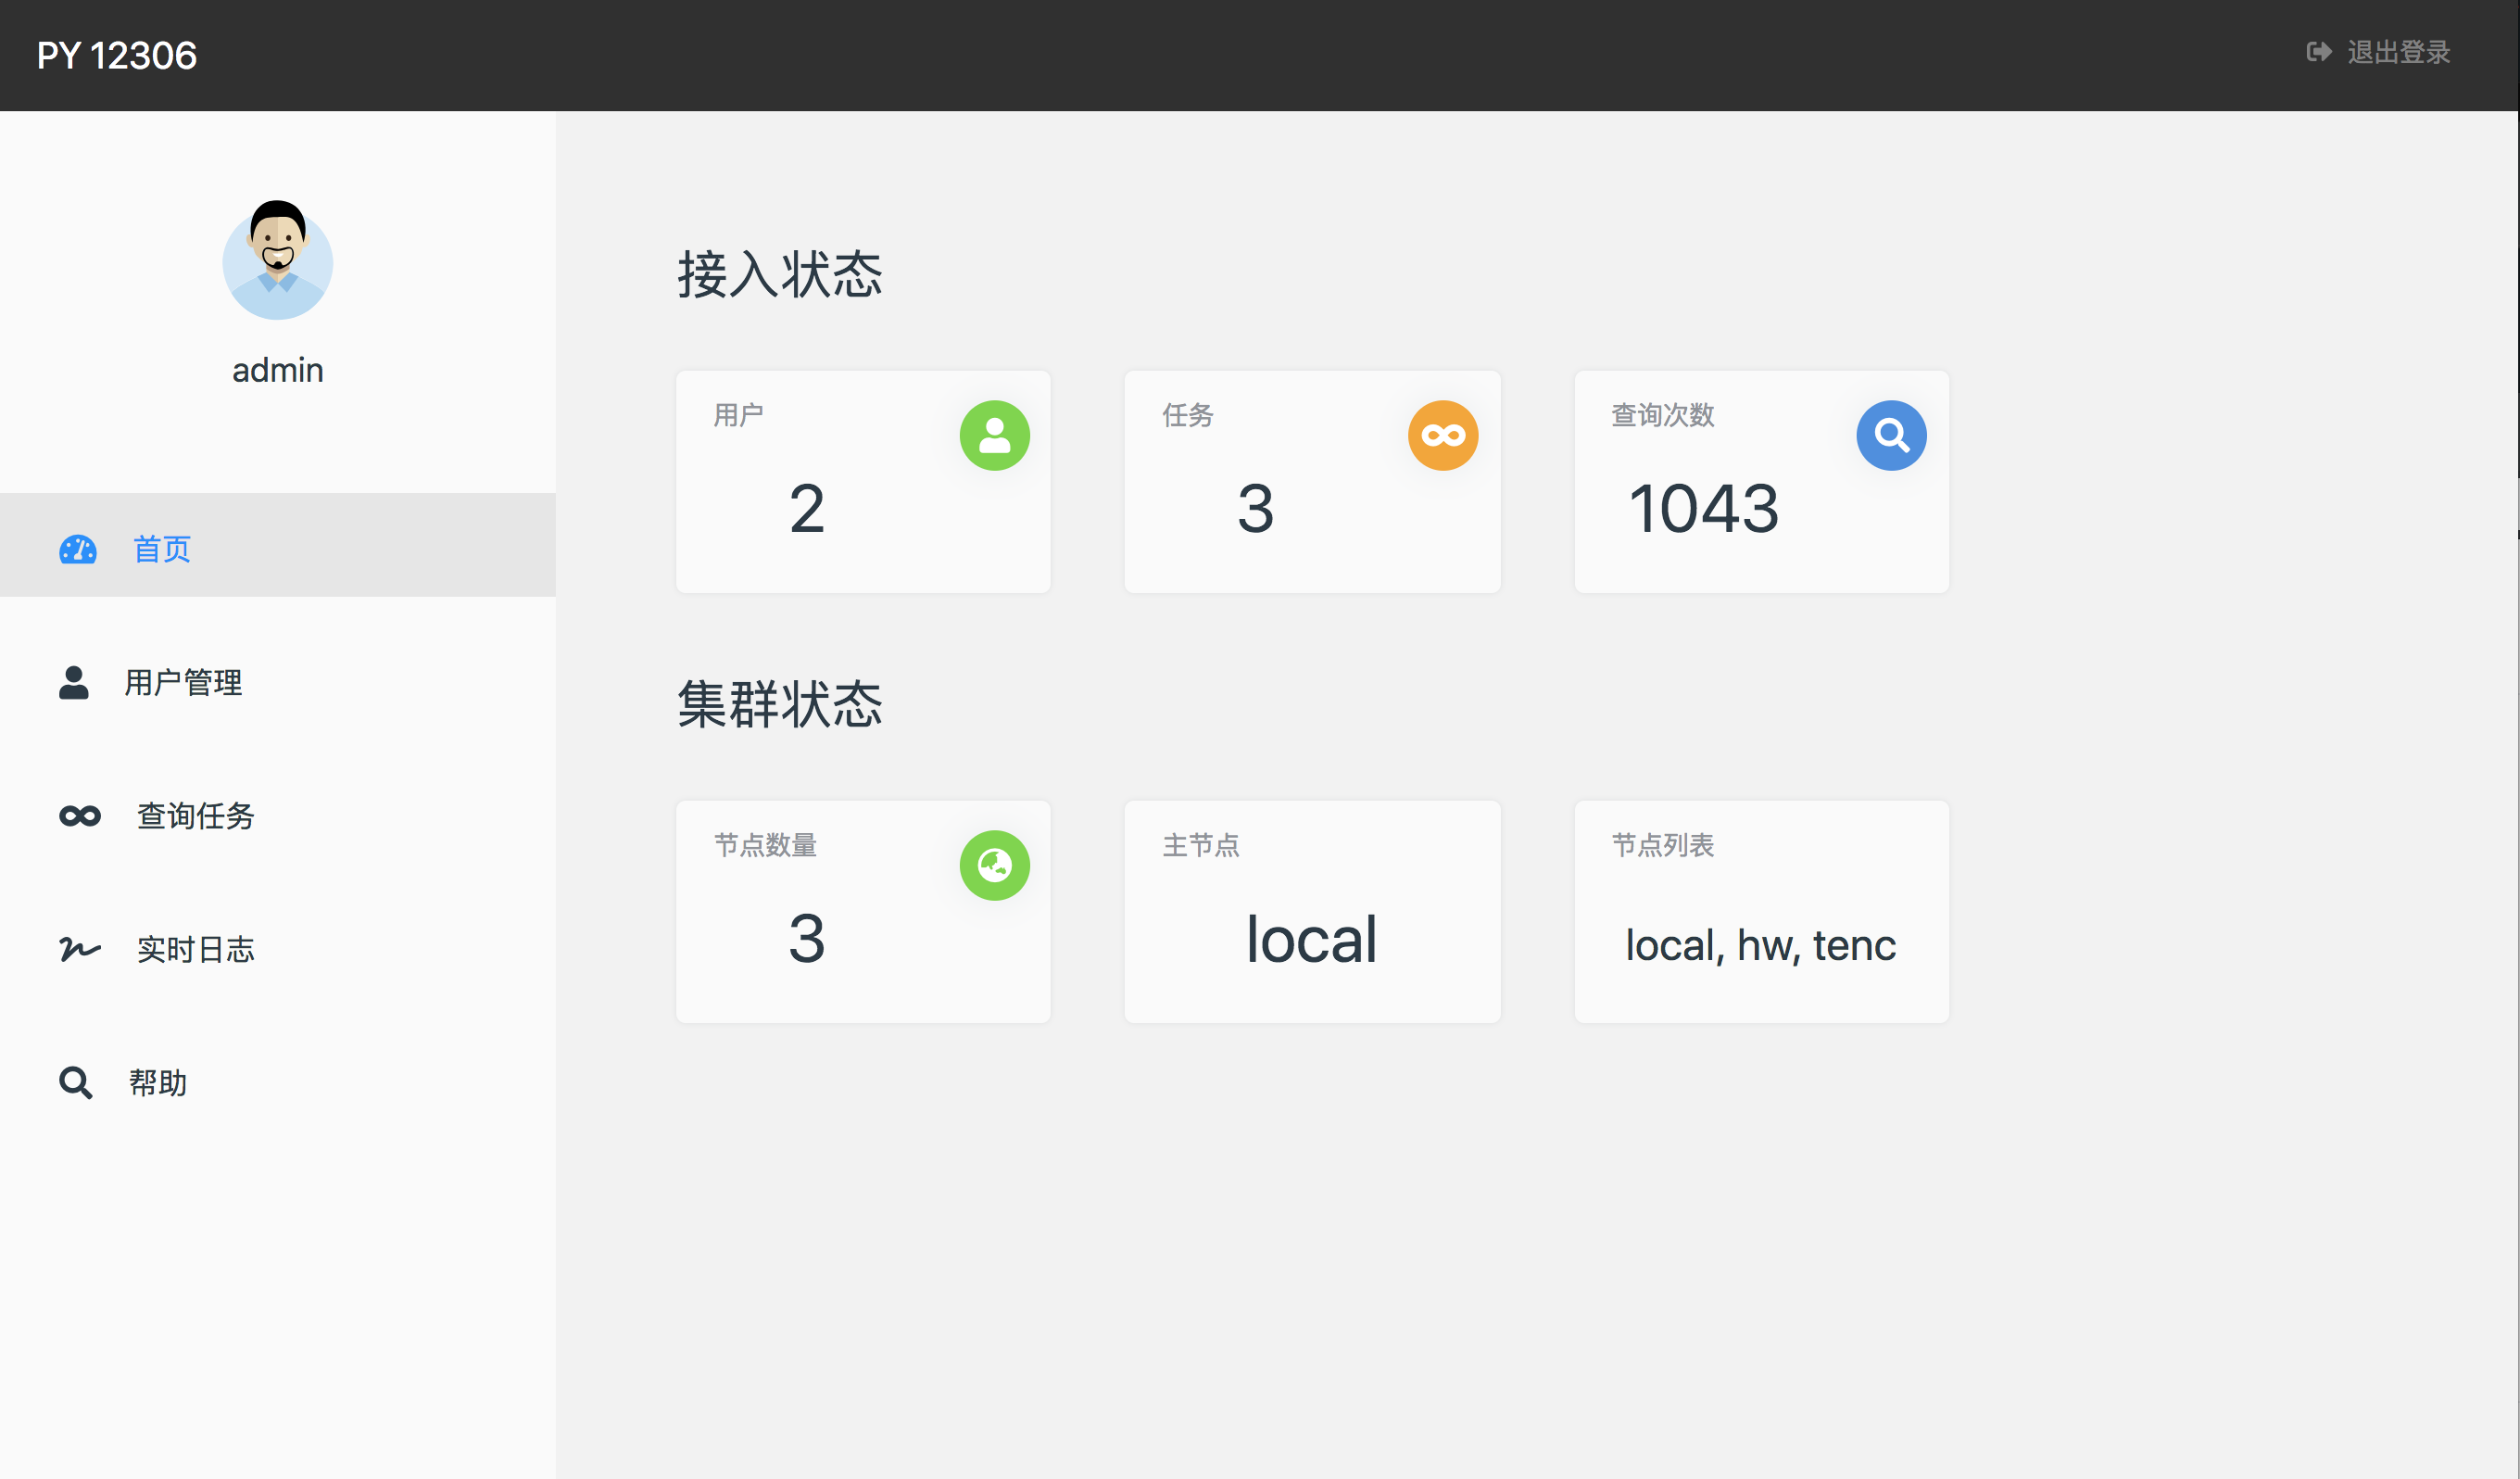 PY 12306
退出登录
admin
首页
用户管理
查询任务
实时日志
帮助
接入状态
用户
2
任务
3
查询次数
1043
集群状态
节点数量
3
主节点
local
节点列表
local, hw, tenc